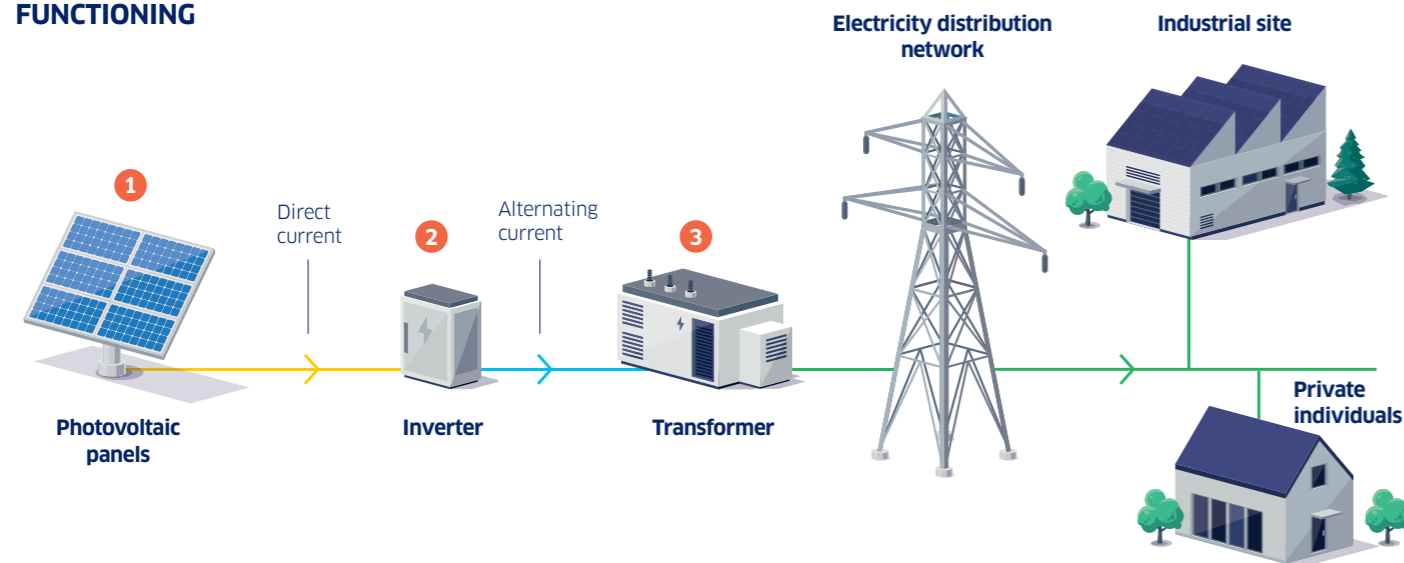 FUNCTIONING
Electricity distribution
network
Industrial site
1
Direct
current
2
Alternating
current
3
Photovoltaic
panels
Inverter
Transformer
Private
individuals